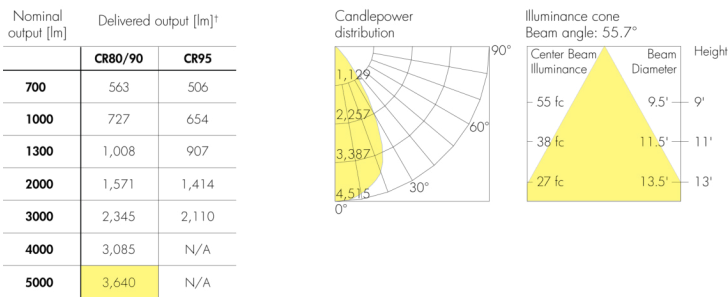 Nominal output [lm]
Delivered output [lm]†
CR80/90 CR95
700 563 506
1000 727 654
1300 1,008 907
2000 1,571 1,414
3000 2,345 2,110
4000 3,085 N/A
5000 3,640 N/A
Candlepower
distribution
90°
1,129
2,257
60°
3,387
30°
4,515
0°
Illuminance cone
Beam angle: 55.7°
Center Beam Illuminance
Beam Diameter
Height
55 fc 9.5' 9'
38 fc 11.5' 11'
27 fc 13.5' 13'